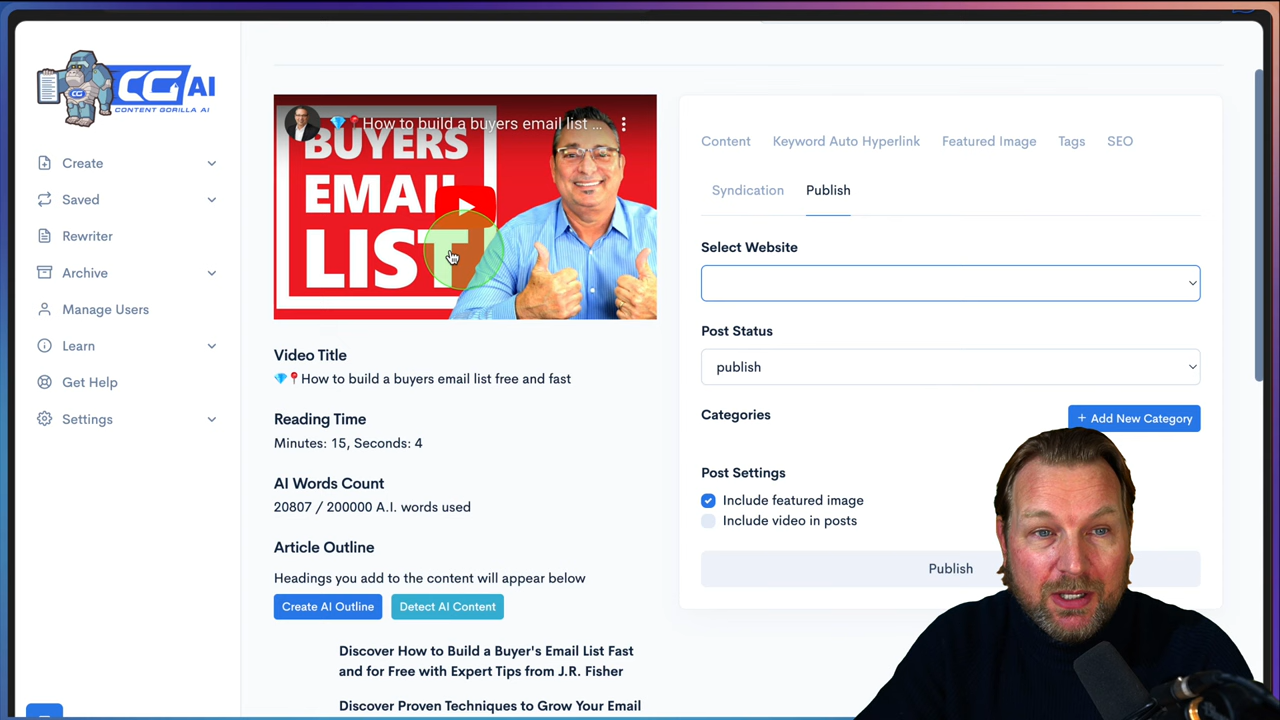 CG AI
CONTENT GORILLA AI
CG
Create
Saved
Rewriter
Archive
Manage Users
Learn
Get Help
Settings
💎📍How to build a buyers email list ...
BUYERS
EMAIL
LIST
Video Title
💎📍How to build a buyers email list free and fast
Reading Time
Minutes: 15, Seconds: 4
AI Words Count
20807 / 200000 A.I. words used
Article Outline
Headings you add to the content will appear below
Create AI Outline
Detect AI Content
Discover How to Build a Buyer's Email List Fast
and for Free with Expert Tips from J.R. Fisher
Discover Proven Techniques to Grow Your Email
Content
Keyword Auto Hyperlink
Featured Image
Tags
SEO
Syndication
Publish
Select Website
Post Status
publish
Categories
+ Add New Category
Post Settings
Include featured image
Include video in posts
Publish